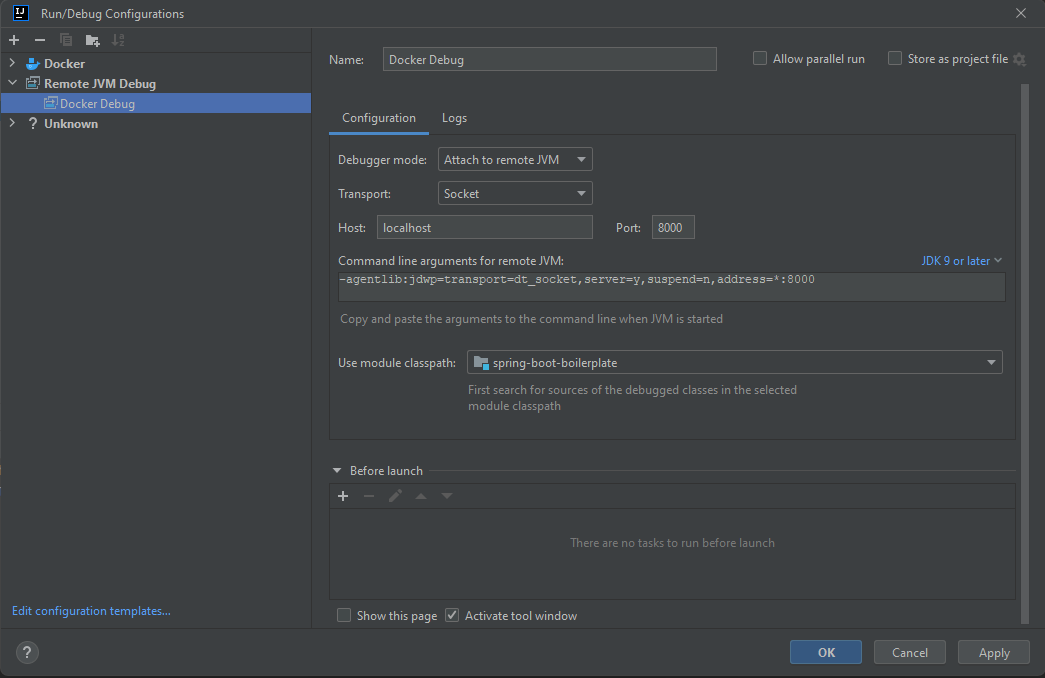 IJ
Run/Debug Configurations
Docker
Remote JVM Debug
Docker Debug
? Unknown
Name: Docker Debug
Allow parallel run
Store as project file
Configuration
Logs
Debugger mode: Attach to remote JVM
Transport: Socket
Host: localhost Port: 8000
Command line arguments for remote JVM: JDK 9 or later
-agentlib:jdwp=transport=dt_socket,server=y,suspend=n,address=*:8000
Copy and paste the arguments to the command line when JVM is started
Use module classpath: spring-boot-boilerplate
First search for sources of the debugged classes in the selected
module classpath
Before launch
There are no tasks to run before launch
Edit configuration templates...
Show this page Activate tool window
?
OK
Cancel
Apply